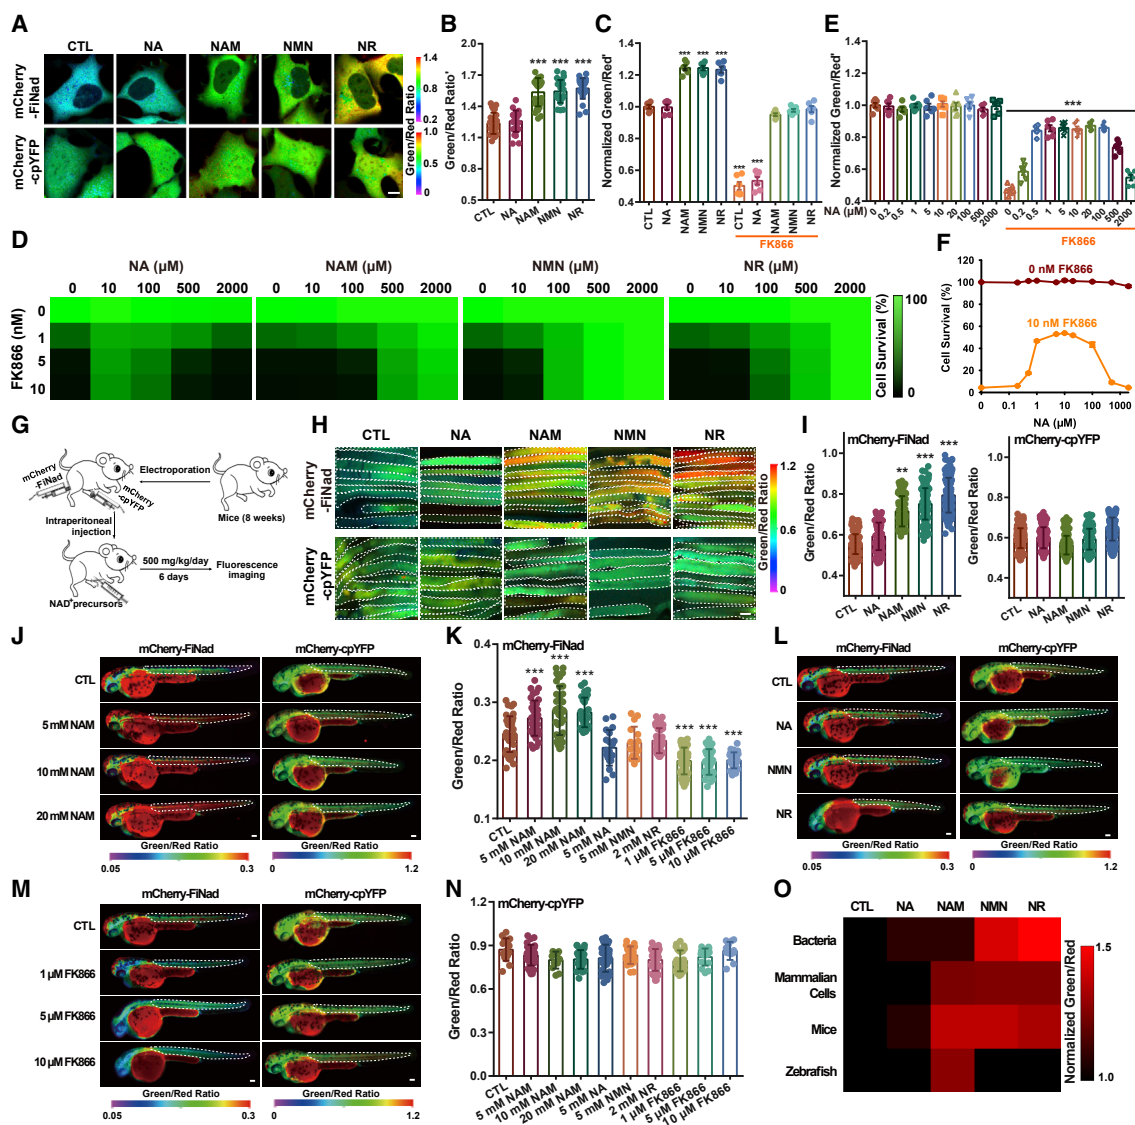 A
CTL NA NAM NMN NR
mCherry
-FiNad
mCherry
-cpYFP
1.4
0.8
0.2
1.0
0.4
0
Green/Red Ratio
B
Green/Red Ratio'
2.0
1.7
1.4
1.1
*** *** ***
CTL NA NAM NMN NR
C
Normalized Green/Red'
1.4
1.2
1.0
0.8
0.6
0.4
*** *** ***
*** ***
CTL NA NAM NMN NR CTL NA NAM NMN NR
FK866
E
Normalized Green/Red'
1.4
1.2
1.0
0.8
0.6
0.4
***
NA (µM) 0 0.2 0.5 1 5 10 20 100 500 2000 0 0.2 0.5 1 5 10 20 100 500 2000
FK866
D
NA (µM) NAM (µM) NMN (µM) NR (µM)
0 10 100 500 2000 0 10 100 500 2000 0 10 100 500 2000 0 10 100 500 2000
FK866 (nM)
0
1
5
10
100
0
Cell Survival (%)
F
Cell Survival (%)
120
100
80
60
40
20
0
0 nM FK866
10 nM FK866
0 0.1 1 10 100 1000
NA (µM)
G
mCherry
-FiNad
mCherry
-cpYFP
Electroporation
Mice (8 weeks)
Intraperitoneal
injection
500 mg/kg/day
6 days
Fluorescence
imaging
NAD⁺precursors
H
CTL NA NAM NMN NR
mCherry
-FiNad
mCherry
-cpYFP
1.2
0.6
0
Green/Red Ratio
I
mCherry-FiNad
Green/Red Ratio
1.0
0.8
0.6
0.4
** *** ***
CTL NA NAM NMN NR
mCherry-cpYFP
Green/Red Ratio
1.0
0.8
0.6
0.4
CTL NA NAM NMN NR
J
mCherry-FiNad mCherry-cpYFP
CTL
5 mM NAM
10 mM NAM
20 mM NAM
Green/Red Ratio Green/Red Ratio
0.05 0.3 0 1.2
K
mCherry-FiNad
Green/Red Ratio
0.4
0.3
0.2
0.1
*** *** *** *** *** ***
CTL
5 mM NAM
10 mM NAM
20 mM NAM
5 mM NA
5 mM NMN
2 mM NR
1 µM FK866
5 µM FK866
10 µM FK866
L
mCherry-FiNad mCherry-cpYFP
CTL
NA
NMN
NR
Green/Red Ratio Green/Red Ratio
0.05 0.3 0 1.2
M
mCherry-FiNad mCherry-cpYFP
CTL
1 µM FK866
5 µM FK866
10 µM FK866
Green/Red Ratio Green/Red Ratio
0.05 0.3 0 1.2
N
mCherry-cpYFP
Green/Red Ratio
1.2
0.9
0.6
0.3
0
CTL
5 mM NAM
10 mM NAM
20 mM NAM
5 mM NA
5 mM NMN
2 mM NR
1 µM FK866
5 µM FK866
10 µM FK866
O
CTL NA NAM NMN NR
Bacteria
Mammalian
Cells
Mice
Zebrafish
1.5
1.0
Normalized Green/Red